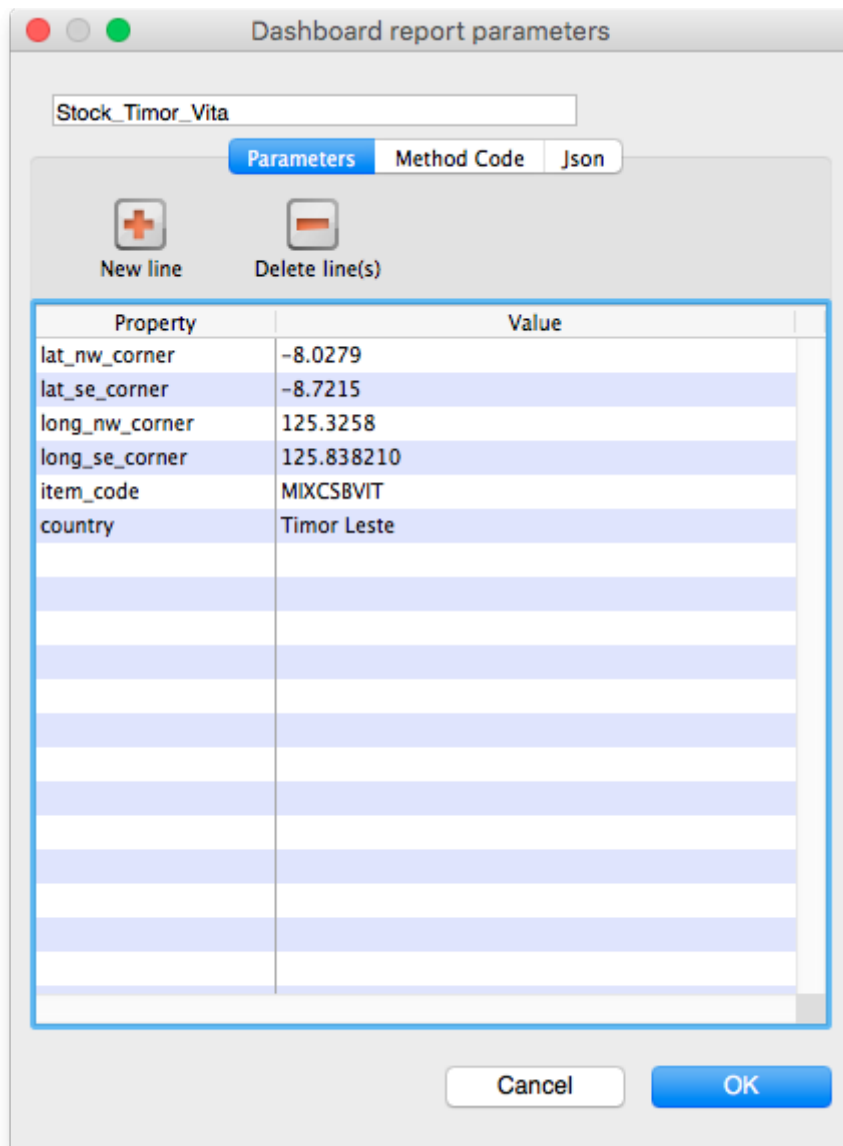 Dashboard report parameters
Stock_Timor_Vita
Parameters Method Code Json
New line Delete line(s)
Property Value
lat_nw_corner -8.0279
lat_se_corner -8.7215
long_nw_corner 125.3258
long_se_corner 125.838210
item_code MIXCSBVIT
country Timor Leste
Cancel OK